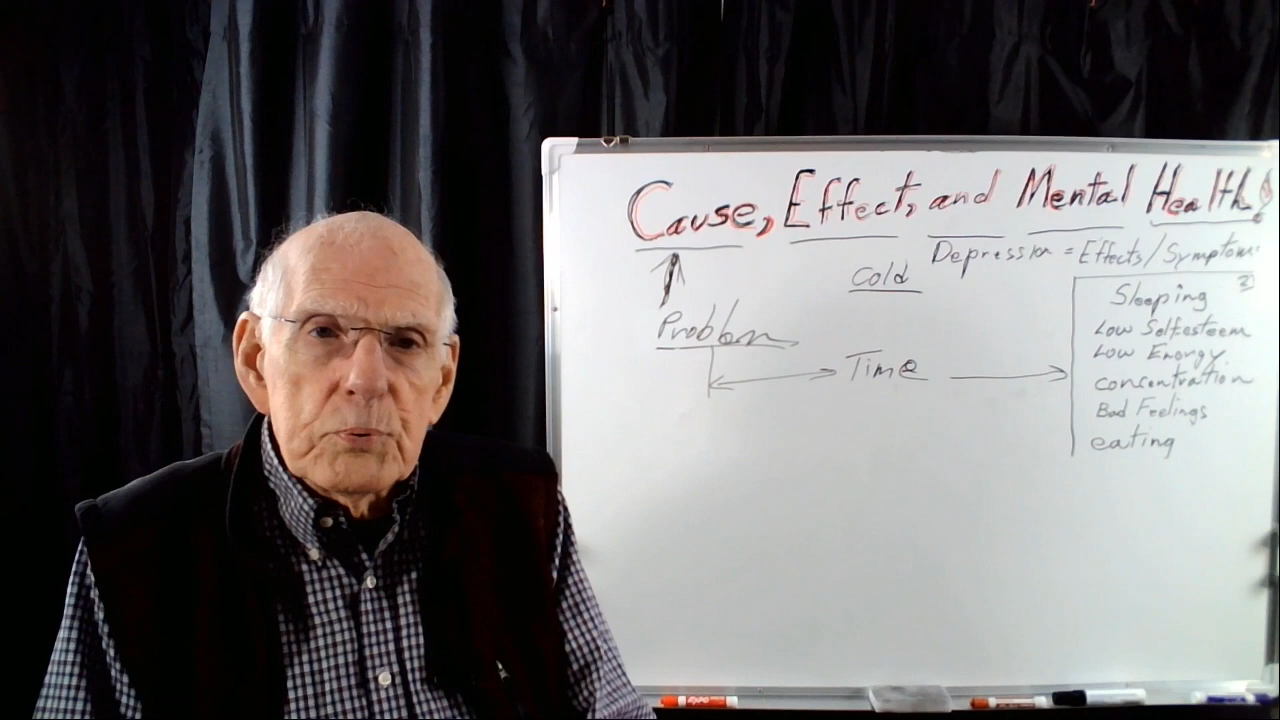 Cause, Effect, and Mental Health!
Depression = Effects/Symptoms
Cold
Problem
Time
Sleeping
Low Selfesteem
Low Energy
concentration
Bad Feelings
eating
EXPO